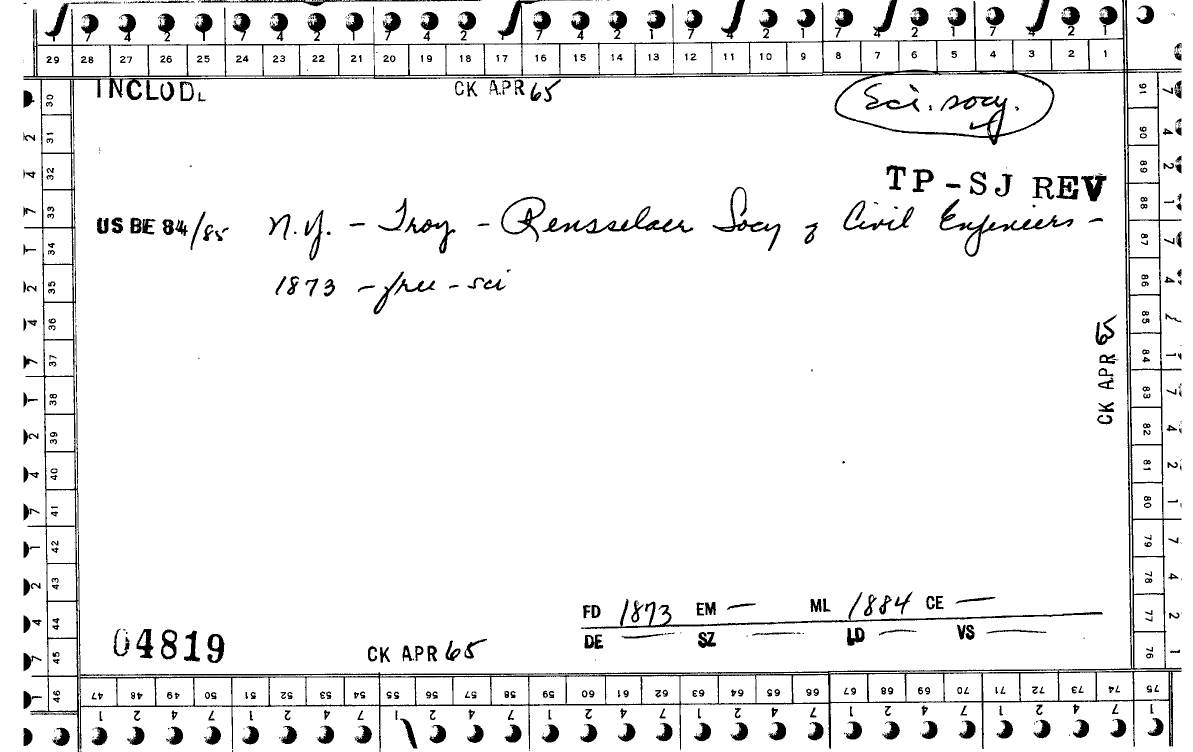 7 4 2 1 7 4 2 1 7 4 2 1 7 4 2 1 7 4 2 1 7 4 2 1 7 4 2 1
29 28 27 26 25 24 23 22 21 20 19 18 17 16 15 14 13 12 11 10 9 8 7 6 5 4 3 2 1
INCLUD CK APR 65 Sci. socy.
TP-SJ REV
US BE 84/85 N.Y. - Troy - Rensselaer Socy of Civil Engineers -
1873 - free - sci
CK APR 65
FD 1873 EM — ML 1884 CE —
DE — SZ — LD — VS —
04819 CK APR 65
30 31 32 33 34 35 36 37 38 39 40 41 42 43 44 45 46
91 90 89 88 87 86 85 84 83 82 81 80 79 78 77 76
47 48 49 50 51 52 53 54 55 56 57 58 59 60 61 62 63 64 65 66 67 68 69 70 71 72 73 74 75
1 2 4 7 1 2 4 7 1 2 4 7 1 2 4 7 1 2 4 7 1 2 4 7 1 2 4 7 1